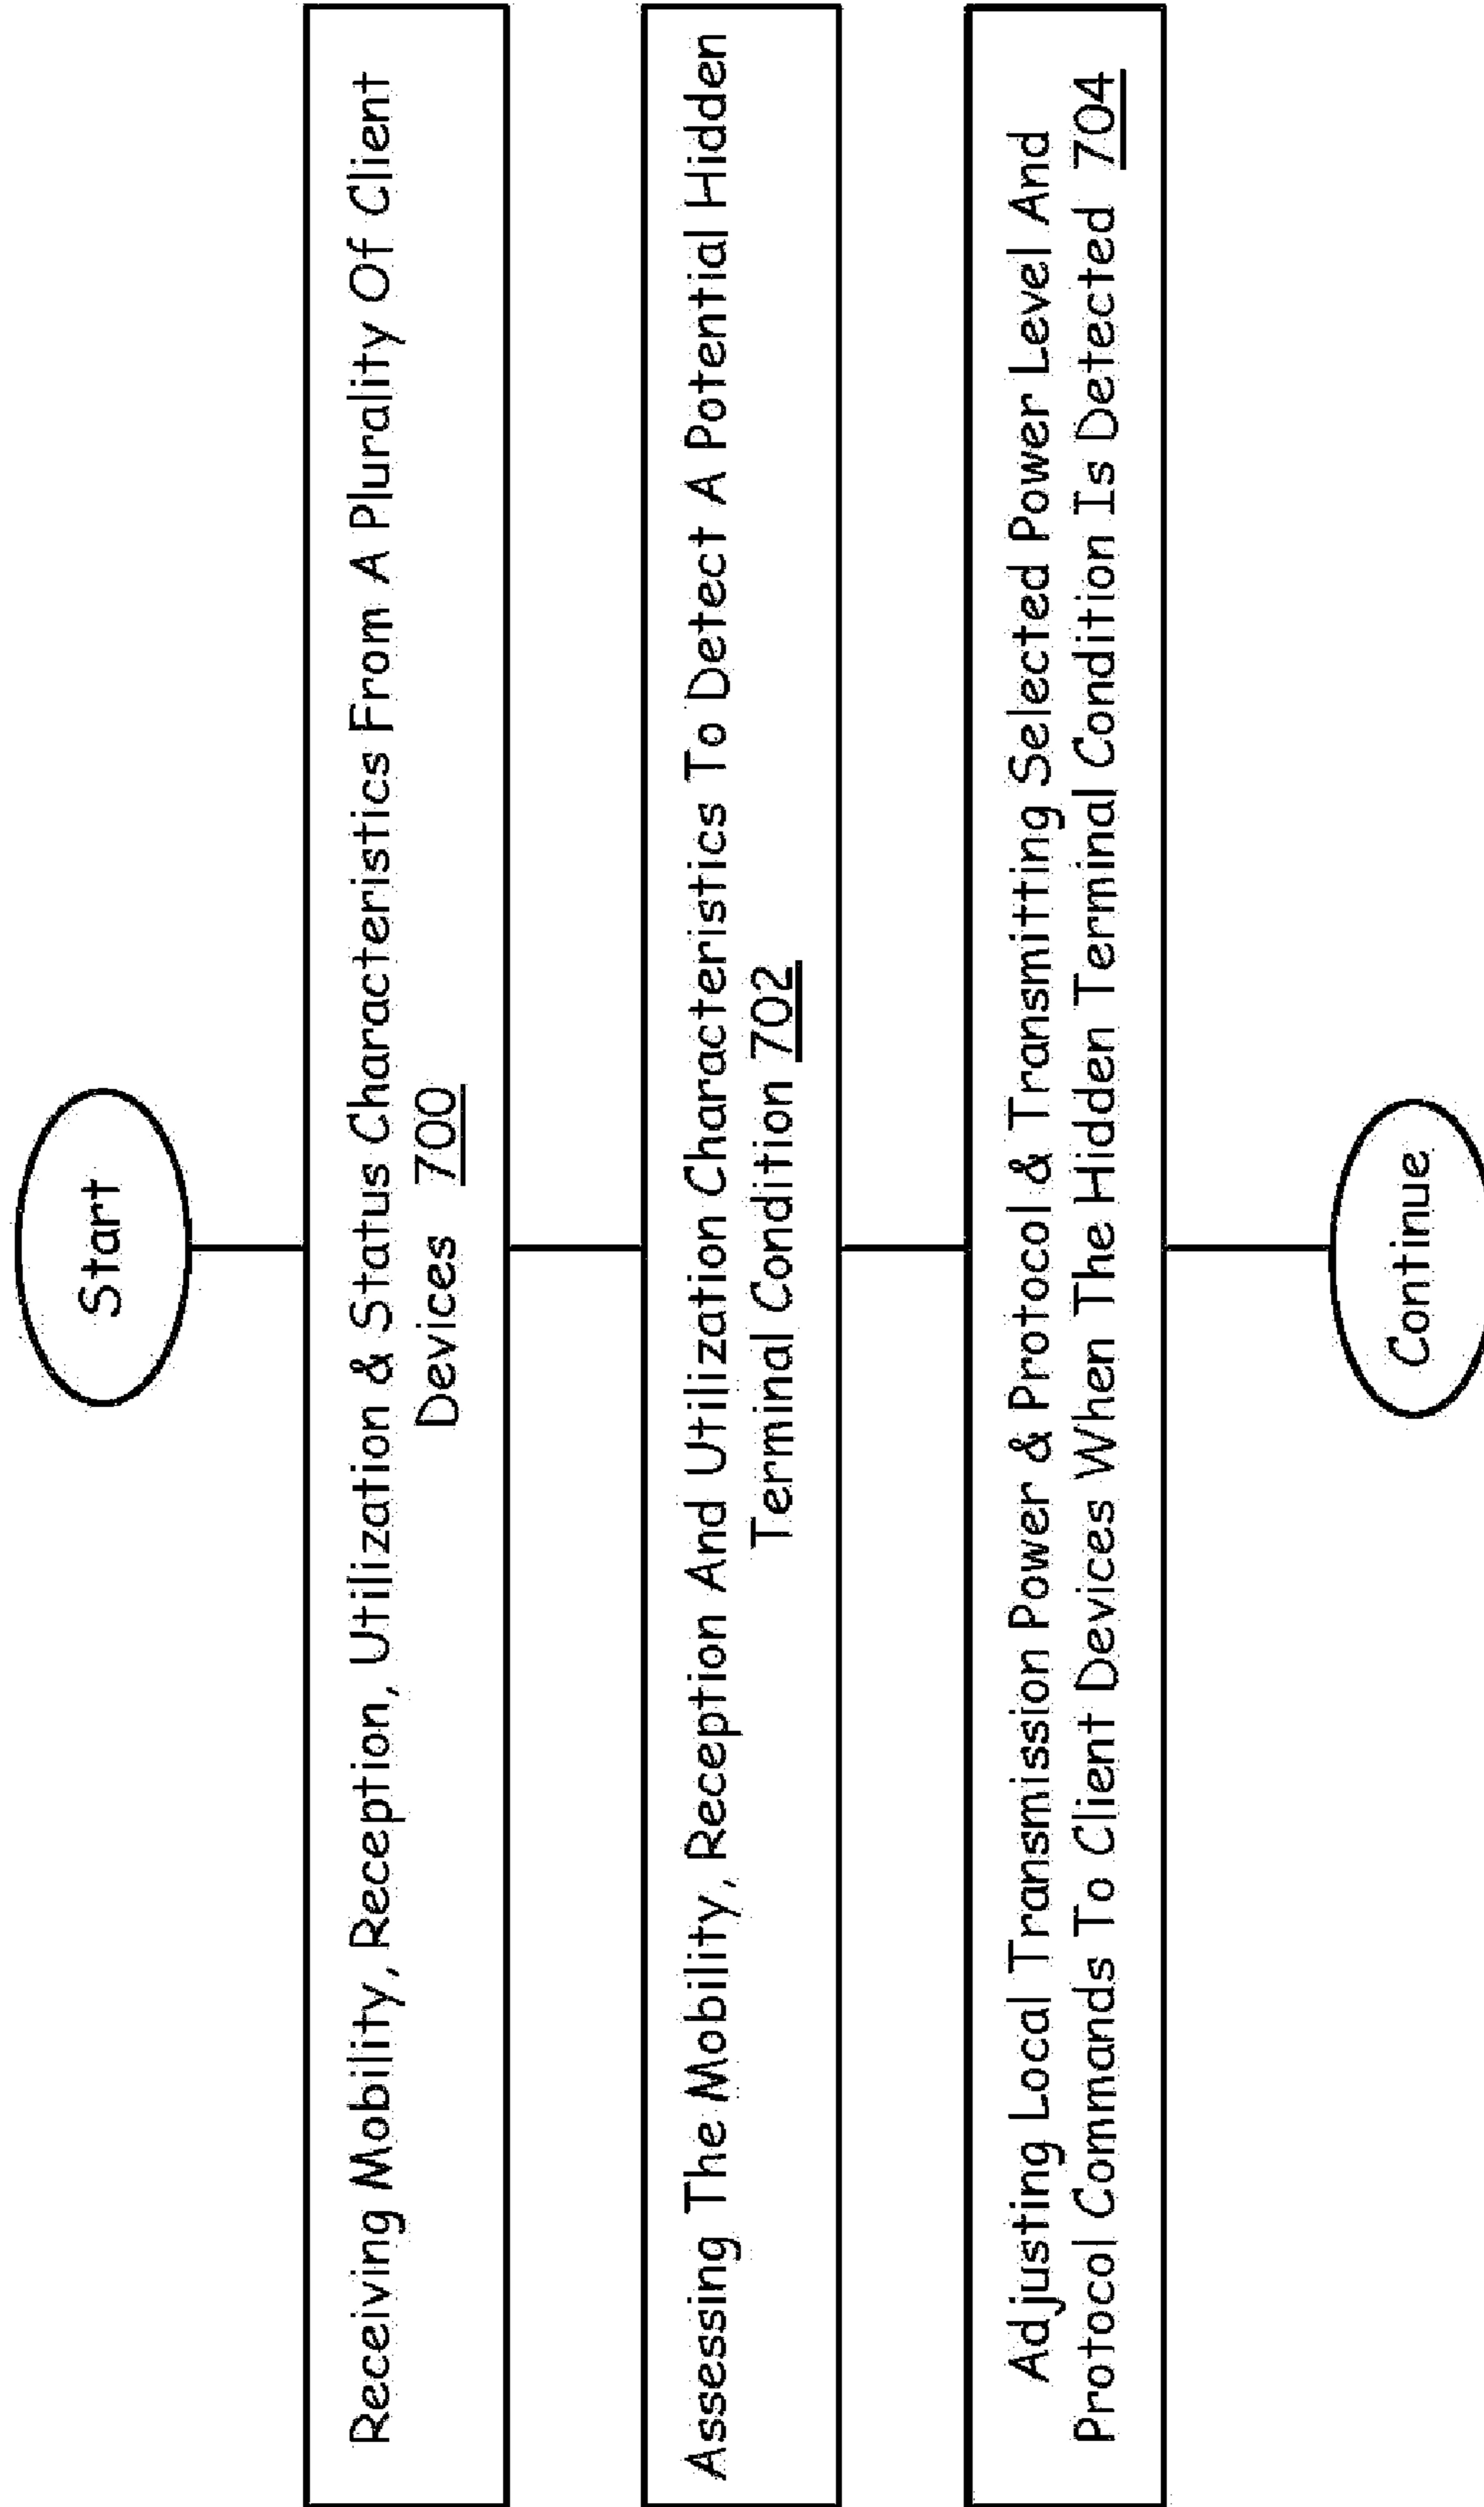 Start
Receiving Mobility, Reception, Utilization & Status Characteristics From A Plurality Of Client
Devices 700
Assessing The Mobility, Reception And Utilization Characteristics To Detect A Potential Hidden
Terminal Condition 702
Adjusting Local Transmission Power & Protocol & Transmitting Selected Power Level And
Protocol Commands To Client Devices When The Hidden Terminal Condition Is Detected 704
Continue